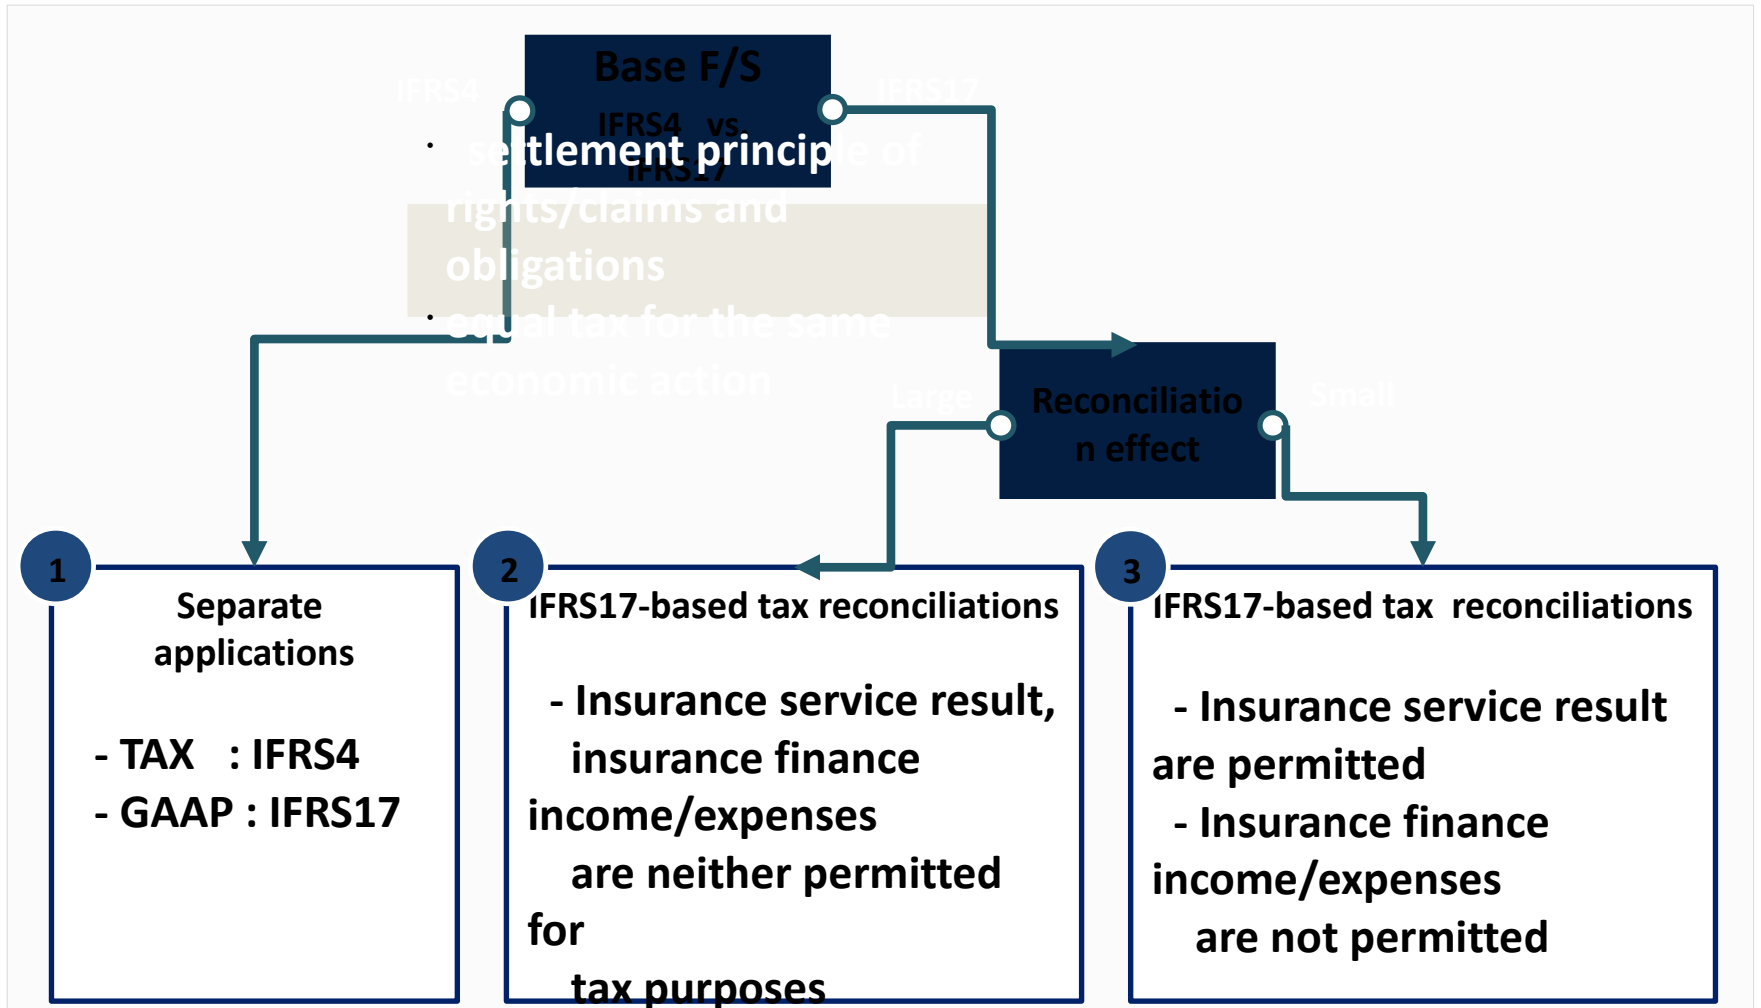 Base F/S
IFRS4 vs.
IFRS17
IFRS4
IFRS17
· settlement principle of
rights/claims and
obligations
· equal tax for the same
economic action
Large
Reconciliatio
n effect
Small
1
Separate
applications
- TAX : IFRS4
- GAAP : IFRS17
2
IFRS17-based tax reconciliations
- Insurance service result,
insurance finance
income/expenses
are neither permitted
for
tax purposes
3
IFRS17-based tax reconciliations
- Insurance service result
are permitted
- Insurance finance
income/expenses
are not permitted